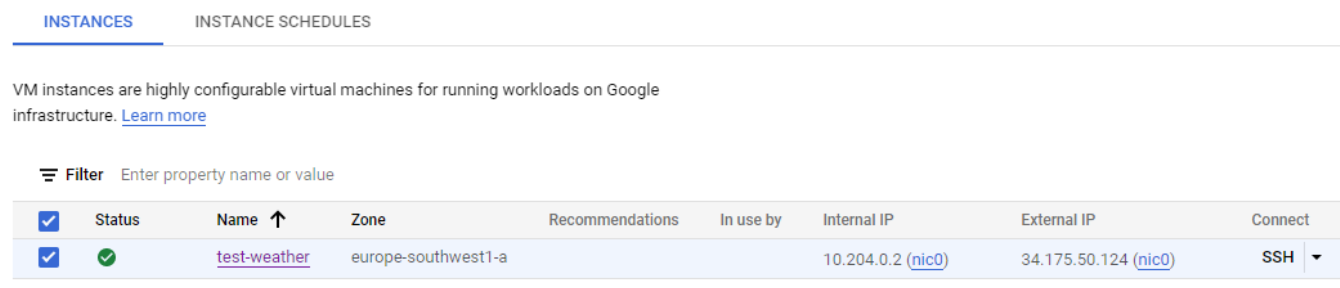 INSTANCES INSTANCE SCHEDULES
VM instances are highly configurable virtual machines for running workloads on Google
infrastructure. Learn more
Filter Enter property name or value
Status Name Zone Recommendations In use by Internal IP External IP Connect
test-weather europe-southwest1-a 10.204.0.2 (nic0) 34.175.50.124 (nic0) SSH